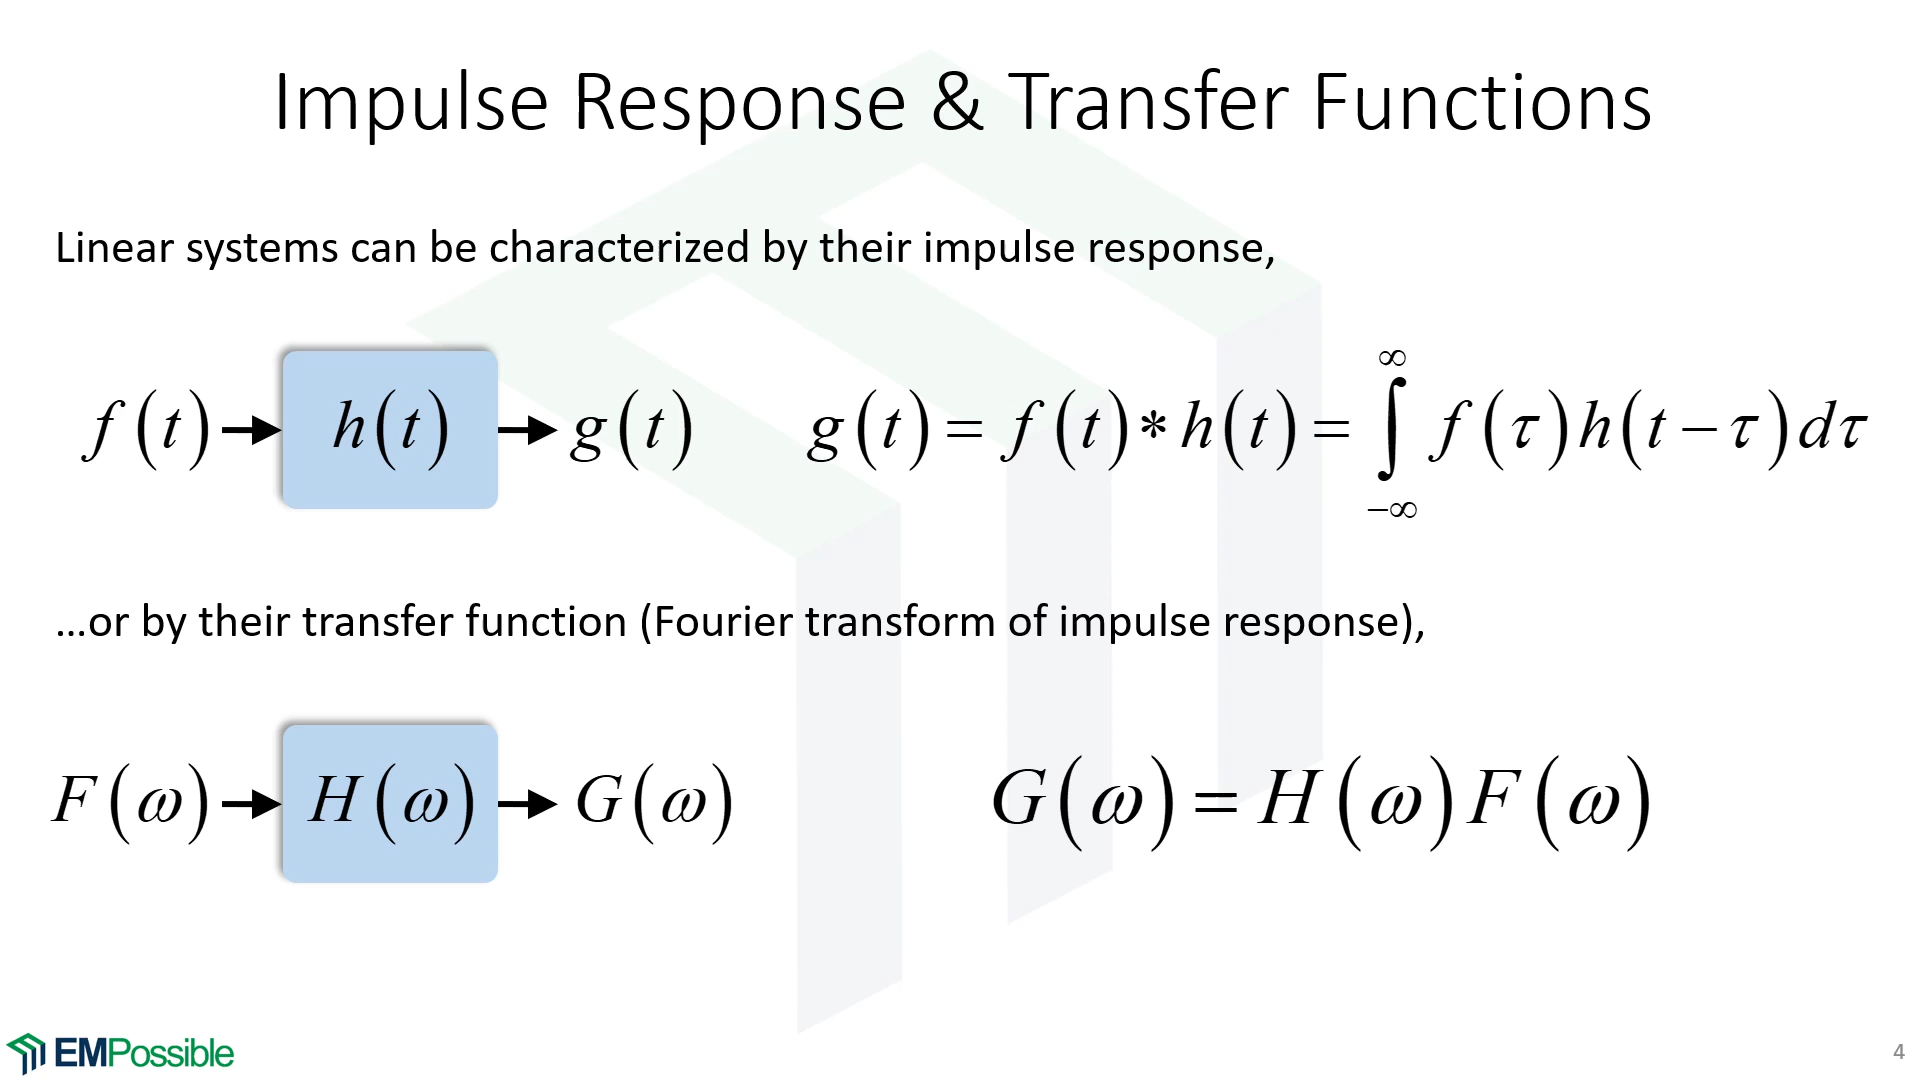 Impulse Response & Transfer Functions
Linear systems can be characterized by their impulse response,
f(t) → h(t) → g(t)    g(t) = f(t) * h(t) = ∫_{-∞}^{∞} f(τ)h(t − τ)dτ
…or by their transfer function (Fourier transform of impulse response),
F(ω) → H(ω) → G(ω)    G(ω) = H(ω)F(ω)
EMPossible
4